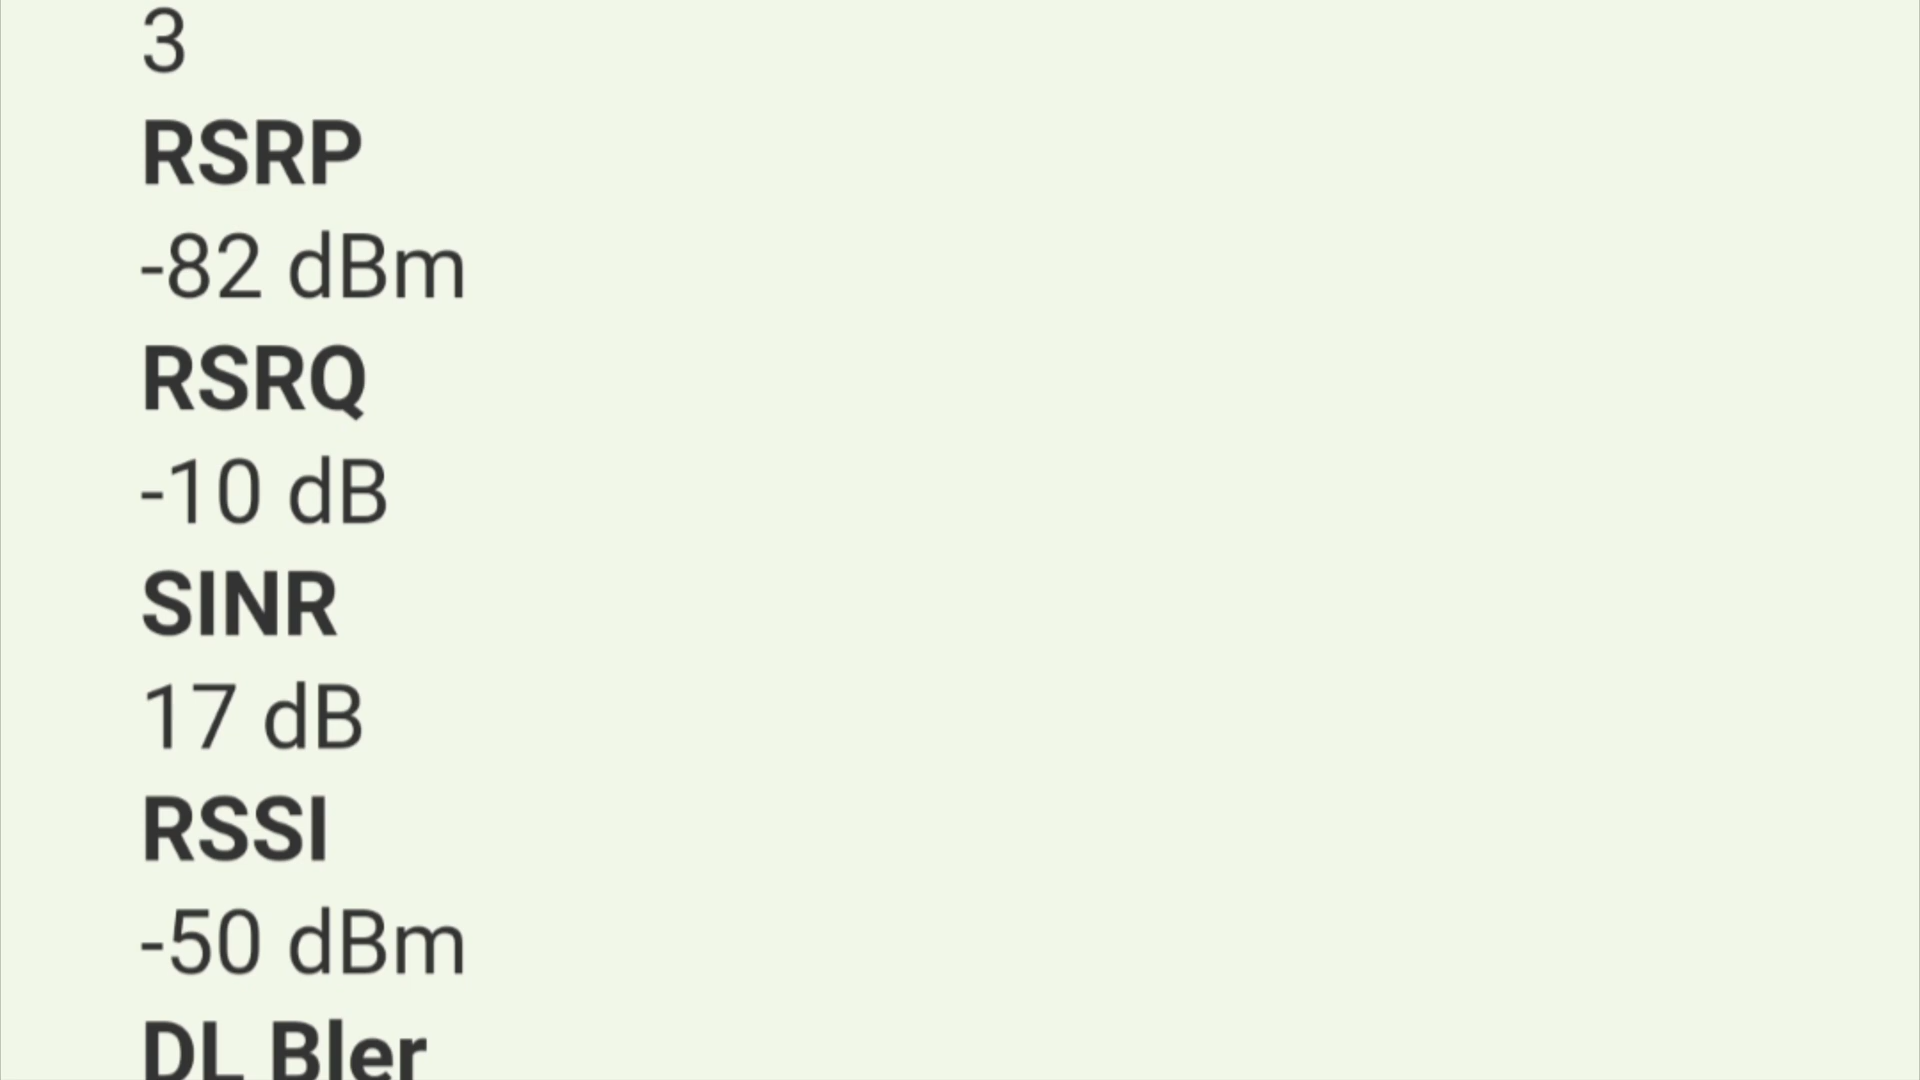 3
RSRP
-82 dBm
RSRQ
-10 dB
SINR
17 dB
RSSI
-50 dBm
DL Bler